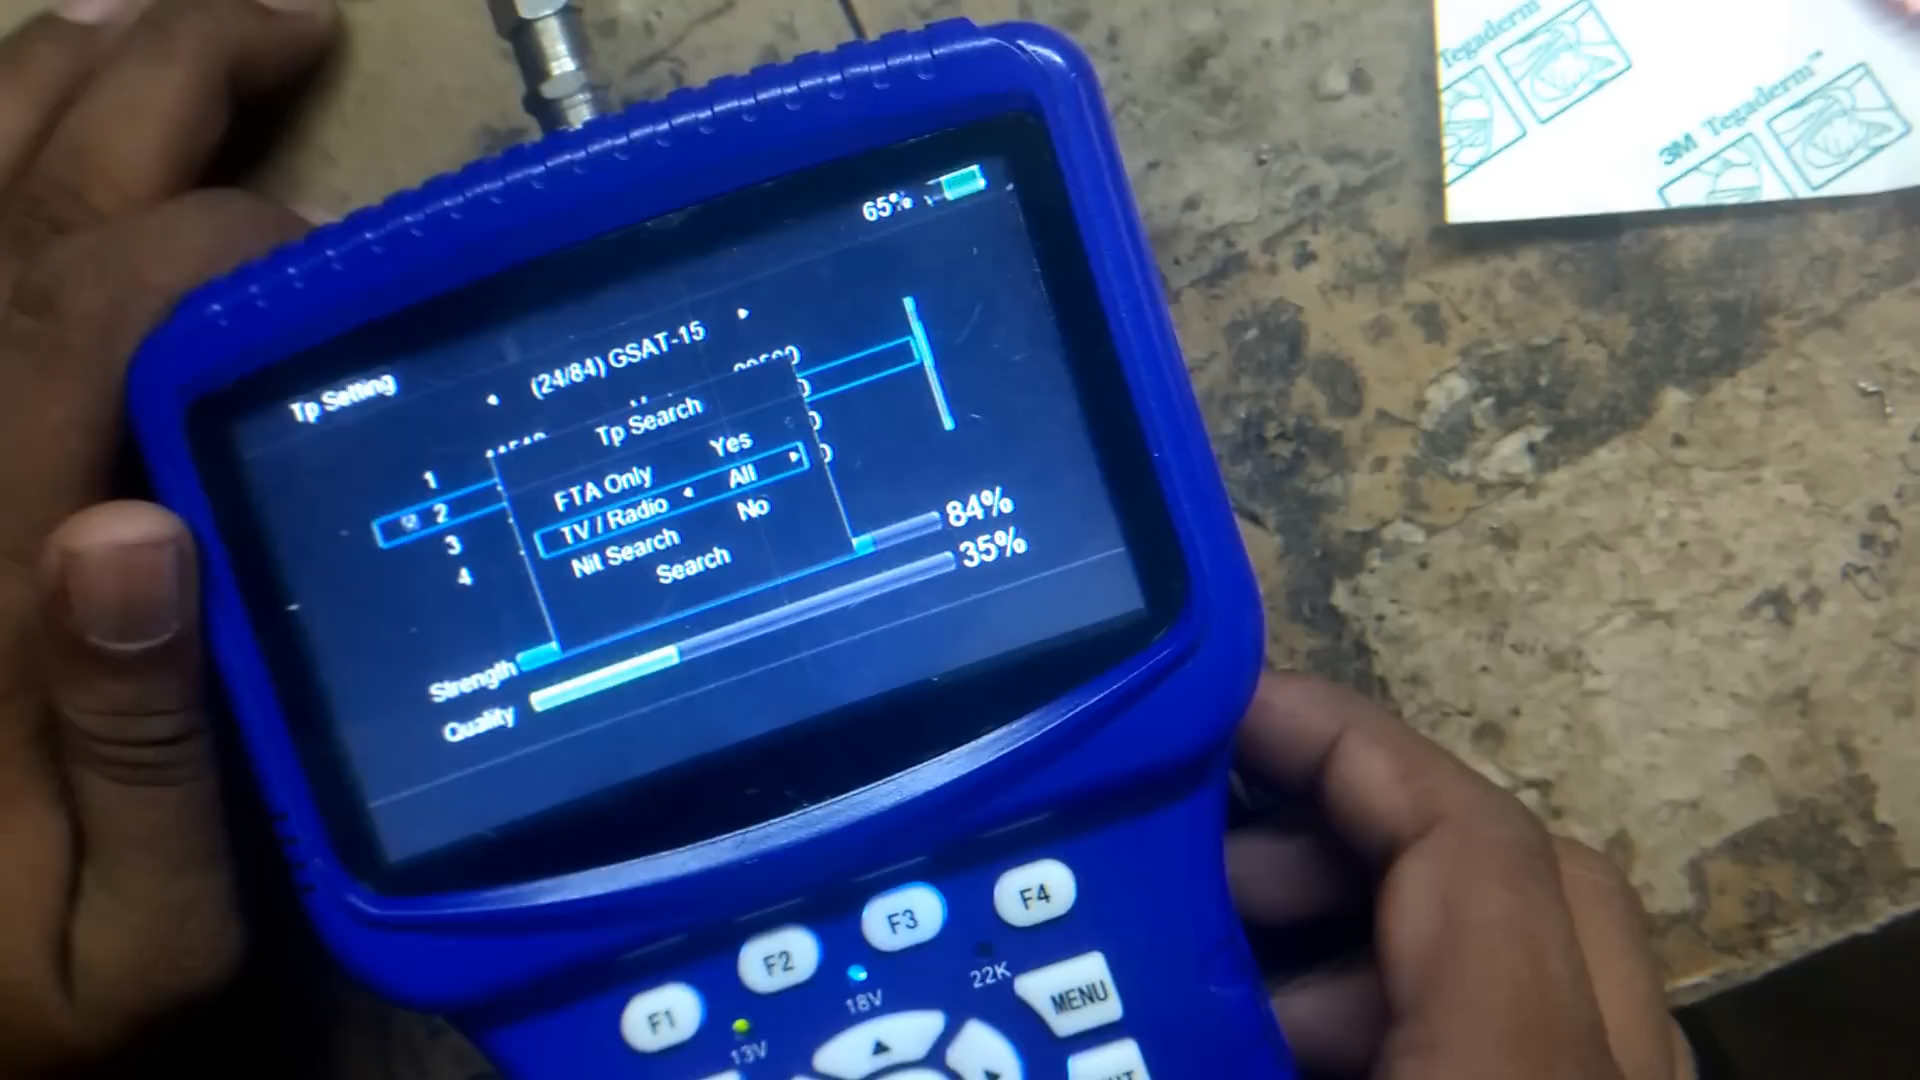 Tegaderm
3M Tegaderm™
65%
Tp Setting
(24/84) GSAT-15
Tp Search
1
FTA Only Yes
2
TV / Radio All
3
Nit Search No
4
Search
Strength 84%
Quality 35%
F1
F2
F3
F4
13V
18V
22K
MENU